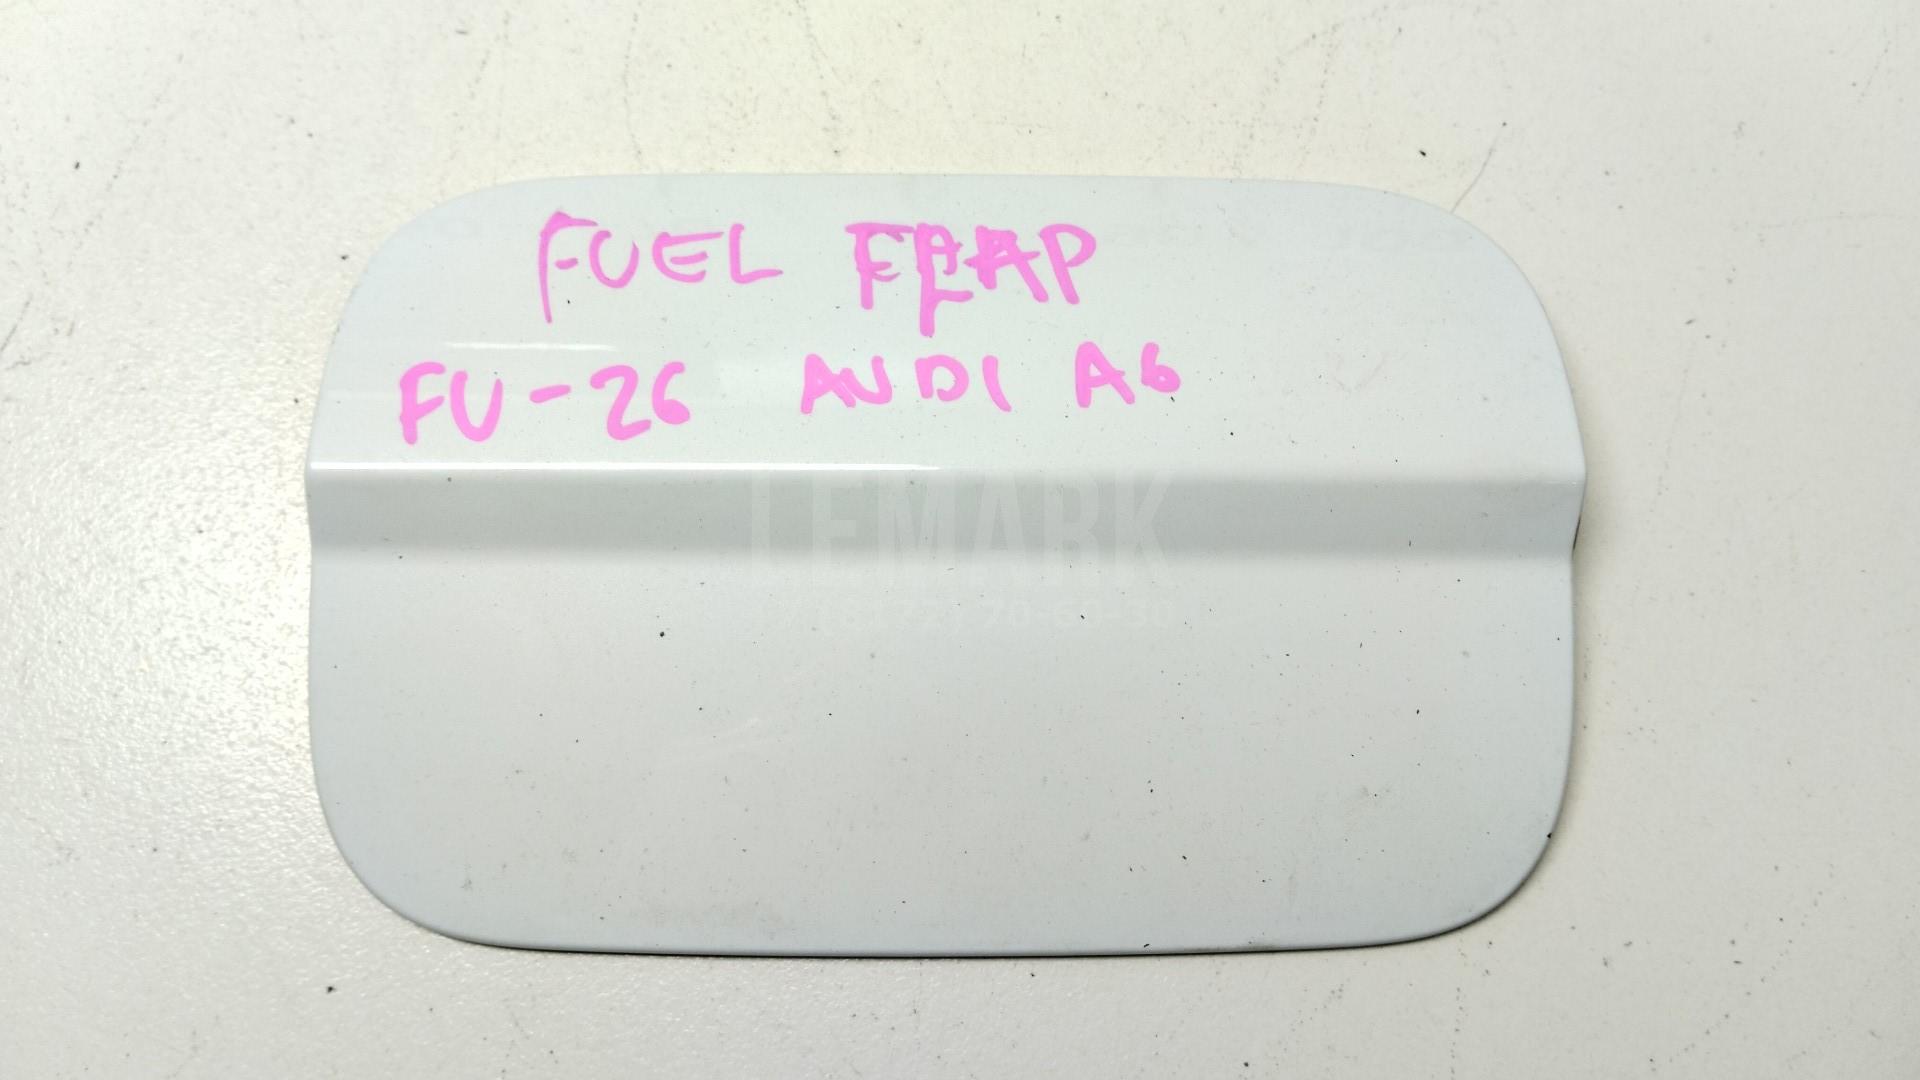 FUEL FLAP
FU-26 AUDI A6
LEMARK